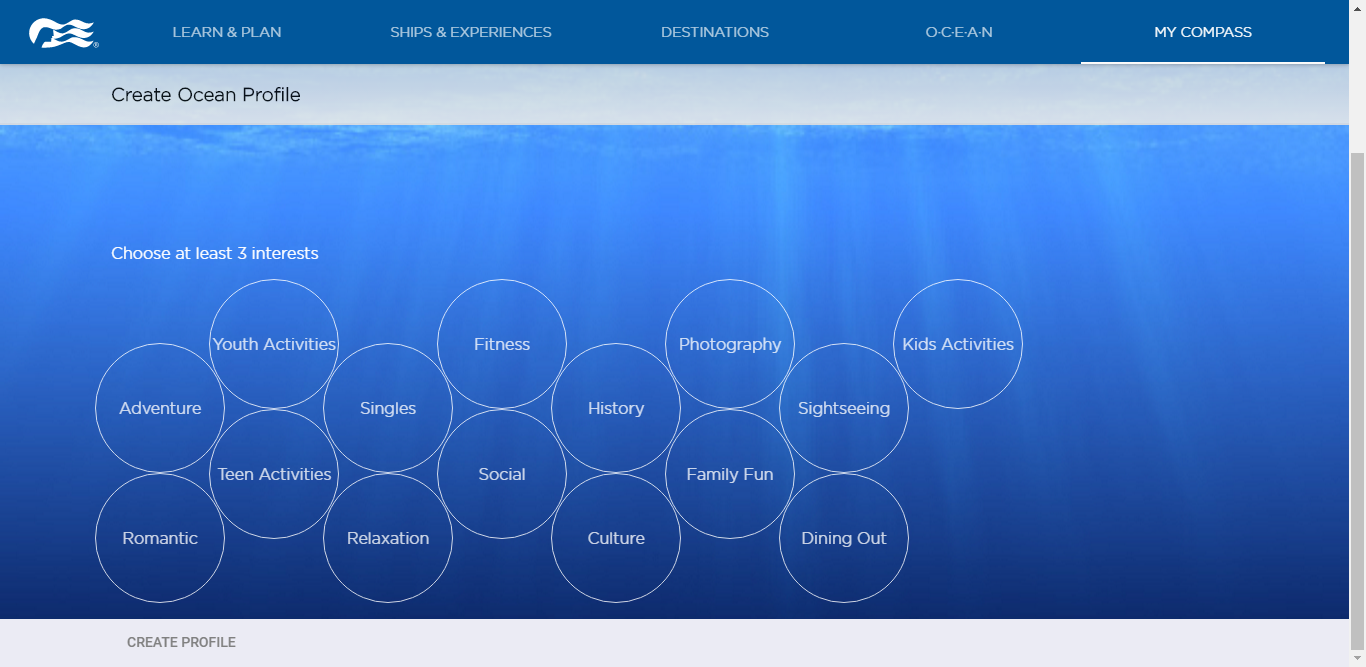 LEARN & PLAN
SHIPS & EXPERIENCES
DESTINATIONS
O·C·E·A·N
MY COMPASS
Create Ocean Profile
Choose at least 3 interests
Youth Activities
Fitness
Photography
Kids Activities
Adventure
Singles
History
Sightseeing
Teen Activities
Social
Family Fun
Romantic
Relaxation
Culture
Dining Out
CREATE PROFILE